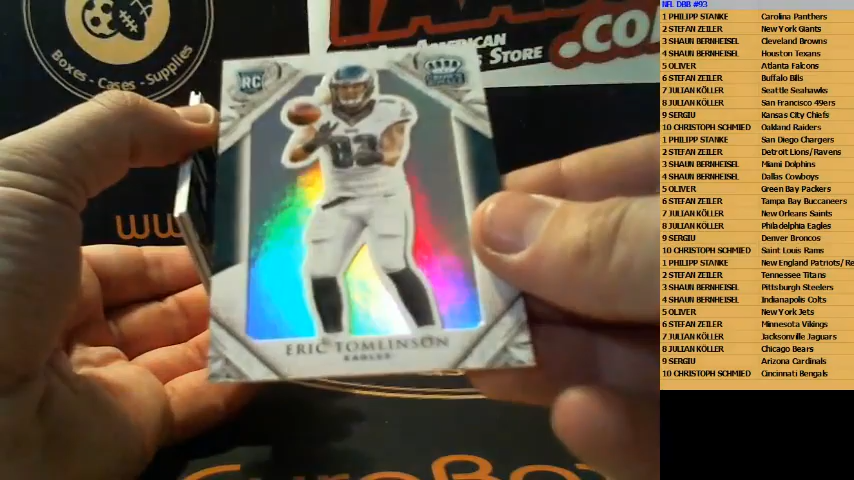 NFL DBB #93
1 PHILIPP STANKE Carolina Panthers
2 STEFAN ZEILER New York Giants
3 SHAUN BERNHEISEL Cleveland Browns
4 SHAUN BERNHEISEL Houston Texans
5 OLIVER Atlanta Falcons
6 STEFAN ZEILER Buffalo Bills
7 JULIAN KÖLLER Seattle Seahawks
8 JULIAN KÖLLER San Francisco 49ers
9 SERGIU Kansas City Chiefs
10 CHRISTOPH SCHMIED Oakland Raiders
1 PHILIPP STANKE San Diego Chargers
2 STEFAN ZEILER Detroit Lions/Ravens
3 SHAUN BERNHEISEL Miami Dolphins
4 SHAUN BERNHEISEL Dallas Cowboys
5 OLIVER Green Bay Packers
6 STEFAN ZEILER Tampa Bay Buccaneers
7 JULIAN KÖLLER New Orleans Saints
8 JULIAN KÖLLER Philadelphia Eagles
9 SERGIU Denver Broncos
10 CHRISTOPH SCHMIED Saint Louis Rams
1 PHILIPP STANKE New England Patriots/Re
2 STEFAN ZEILER Tennessee Titans
3 SHAUN BERNHEISEL Pittsburgh Steelers
4 SHAUN BERNHEISEL Indianapolis Colts
5 OLIVER New York Jets
6 STEFAN ZEILER Minnesota Vikings
7 JULIAN KÖLLER Jacksonville Jaguars
8 JULIAN KÖLLER Chicago Bears
9 SERGIU Arizona Cardinals
10 CHRISTOPH SCHMIED Cincinnati Bengals
Boxes - Cases - Supplies
.CO
STORE
RC
83
ERIC TOMLINSON
EAGLES
ww